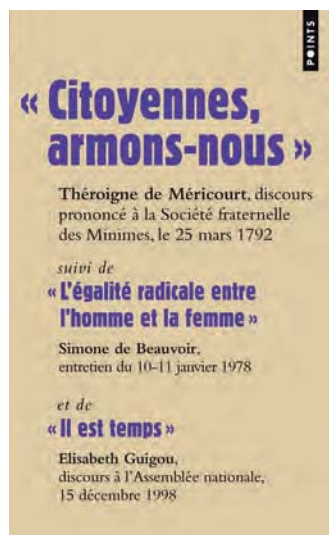 POINTS
« Citoyennes,
armons-nous »
Théroigne de Méricourt, discours
prononcé à la Société fraternelle
des Minimes, le 25 mars 1792
suivi de
« L'égalité radicale entre
l'homme et la femme »
Simone de Beauvoir,
entretien du 10-11 janvier 1978
et de
« Il est temps »
Elisabeth Guigou,
discours à l'Assemblée nationale,
15 décembre 1998